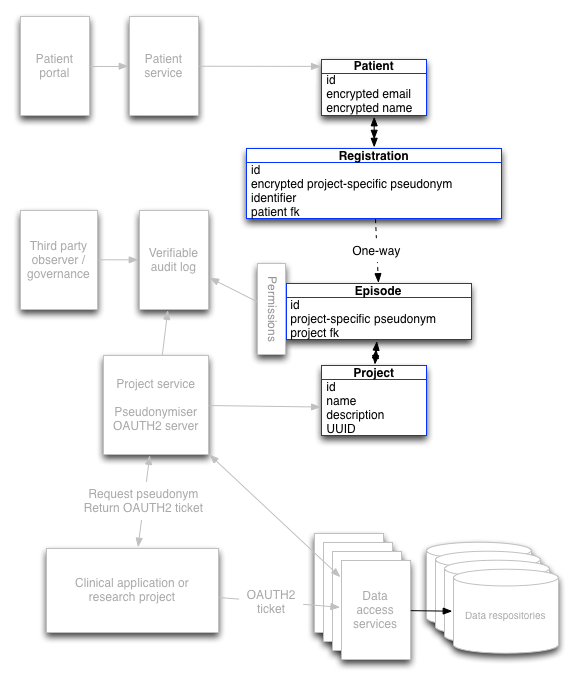 Patient
portal
Patient
service
Patient
id
encrypted email
encrypted name
Registration
id
encrypted project-specific pseudonym
identifier
patient fk
One-way
Third party
observer /
governance
Verifiable
audit log
Permissions
Episode
id
project-specific pseudonym
project fk
Project service
Pseudonymiser
OAUTH2 server
Project
id
name
description
UUID
Request pseudonym
Return OAUTH2 ticket
Clinical application or
research project
OAUTH2
ticket
Data
access
services
Data respositories